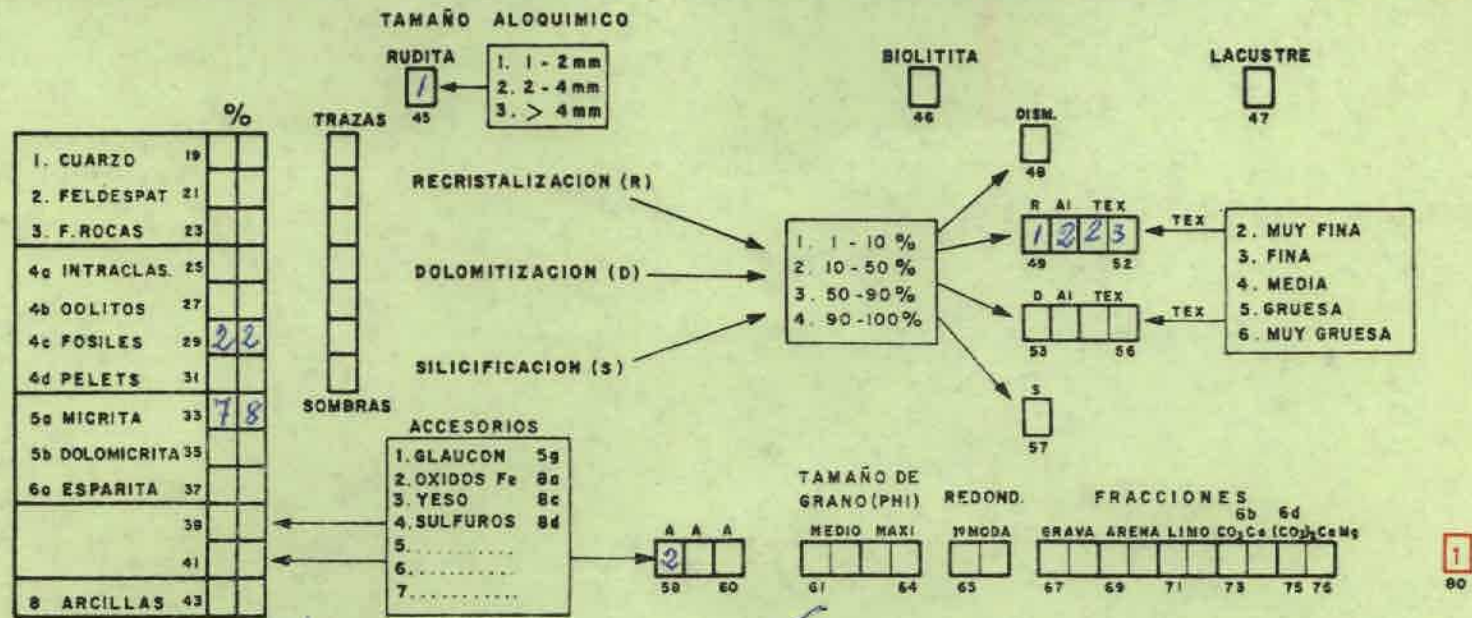 TAMAÑO ALOQUIMICO
RUDITA
1
45
1. 1 - 2 mm
2. 2 - 4 mm
3. > 4 mm
BIOLITITA
46
LACUSTRE
47
%
TRAZAS
DISM.
48
1. CUARZO 19
2. FELDESPAT 21
3. F. ROCAS 23
4a INTRACLAS. 25
4b OOLITOS 27
4c FOSILES 29 22
4d PELETS 31
5a MICRITA 33 78
5b DOLOMICRITA 35
6a ESPARITA 37
39
41
8 ARCILLAS 43
SOMBRAS
RECRISTALIZACION (R)
DOLOMITIZACION (D)
SILICIFICACION (S)
1. 1 - 10 %
2. 10 - 50 %
3. 50 - 90 %
4. 90 - 100 %
R AI TEX
1 2 2 3
49 52
TEX
D AI TEX
53 56
TEX
2. MUY FINA
3. FINA
4. MEDIA
5. GRUESA
6. MUY GRUESA
S
57
ACCESORIOS
1. GLAUCON 5g
2. OXIDOS Fe 8a
3. YESO 8c
4. SULFUROS 8d
5. ..........
6. ..........
7. ..........
A A A
2
58 60
TAMAÑO DE
GRANO (PHI)
MEDIO MAXI
61 64
REDOND.
1ª MODA
65
FRACCIONES
6b 6d
GRAVA ARENA LIMO CO₃Ca (CO₃)₂CaMg
67 69 71 73 75 76
1
80